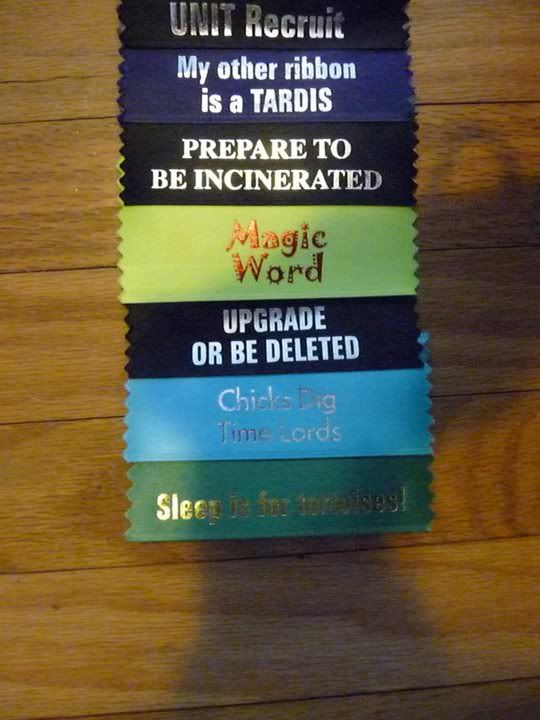 UNIT Recruit
My other ribbon
is a TARDIS
PREPARE TO
BE INCINERATED
Magic
Word
UPGRADE
OR BE DELETED
Chicks Dig
Time Lords
Sleep is for tortoises!